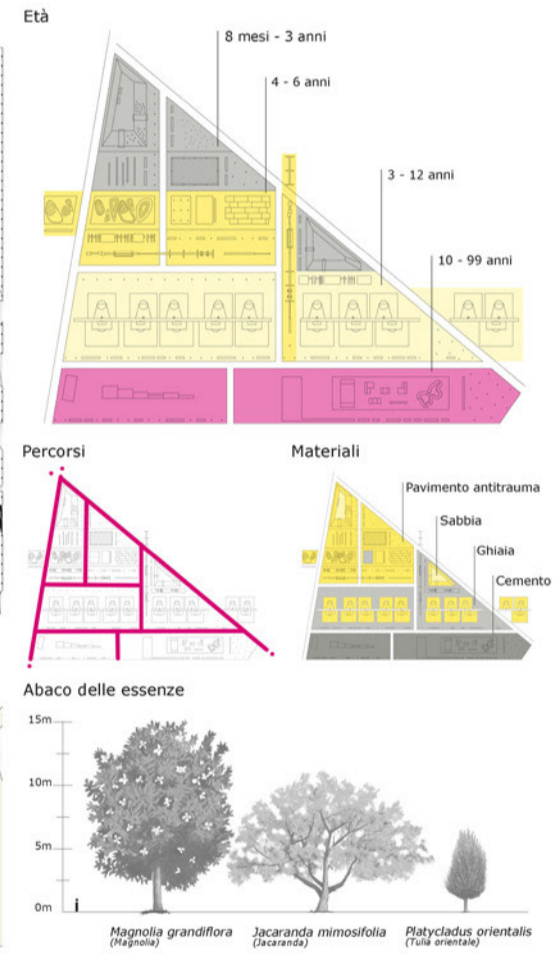 Età
8 mesi - 3 anni
4 - 6 anni
3 - 12 anni
10 - 99 anni
Percorsi
Materiali
Pavimento antitrauma
Sabbia
Ghiaia
Cemento
Abaco delle essenze
15m
10m
5m
0m
Magnolia grandiflora
(Magnolia)
Jacaranda mimosifolia
(Jacaranda)
Platycladus orientalis
(Tulia orientale)